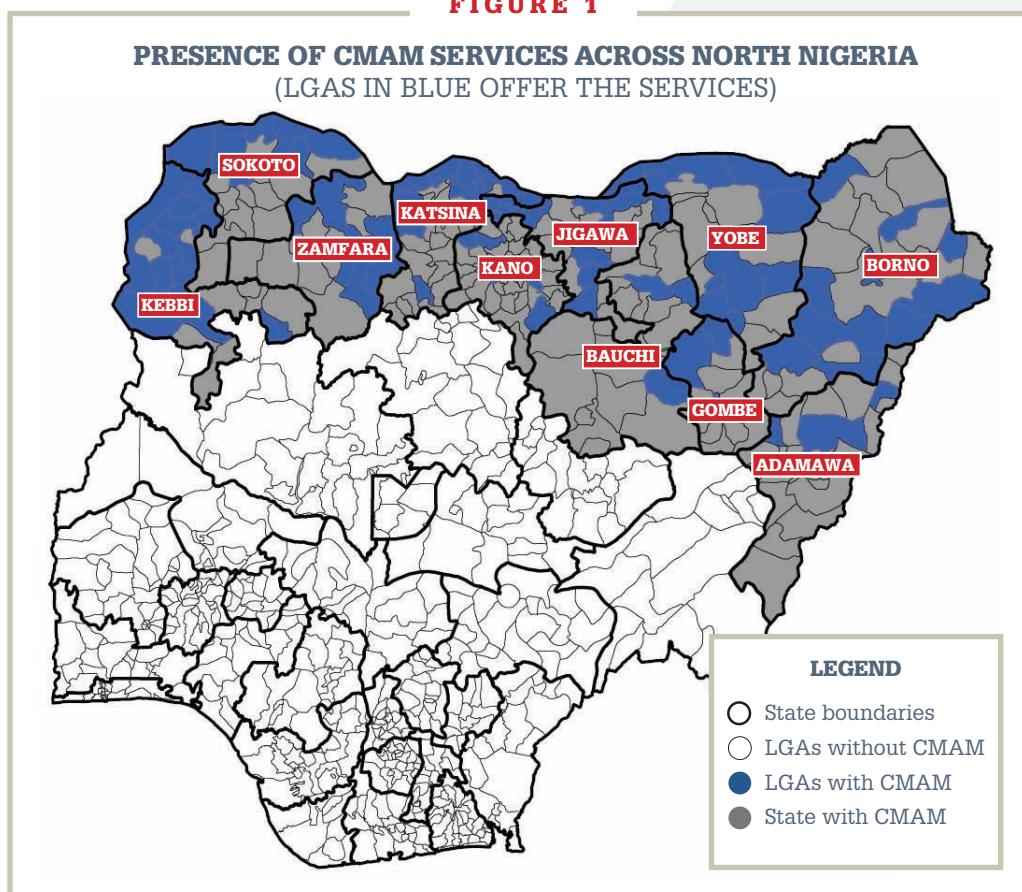 FIGURE 1
PRESENCE OF CMAM SERVICES ACROSS NORTH NIGERIA
(LGAS IN BLUE OFFER THE SERVICES)
SOKOTO
KATSINA
ZAMFARA
JIGAWA
YOBE
KANO
BORNO
KEBBI
BAUCHI
GOMBE
ADAMAWA
LEGEND
State boundaries
LGAs without CMAM
LGAs with CMAM
State with CMAM